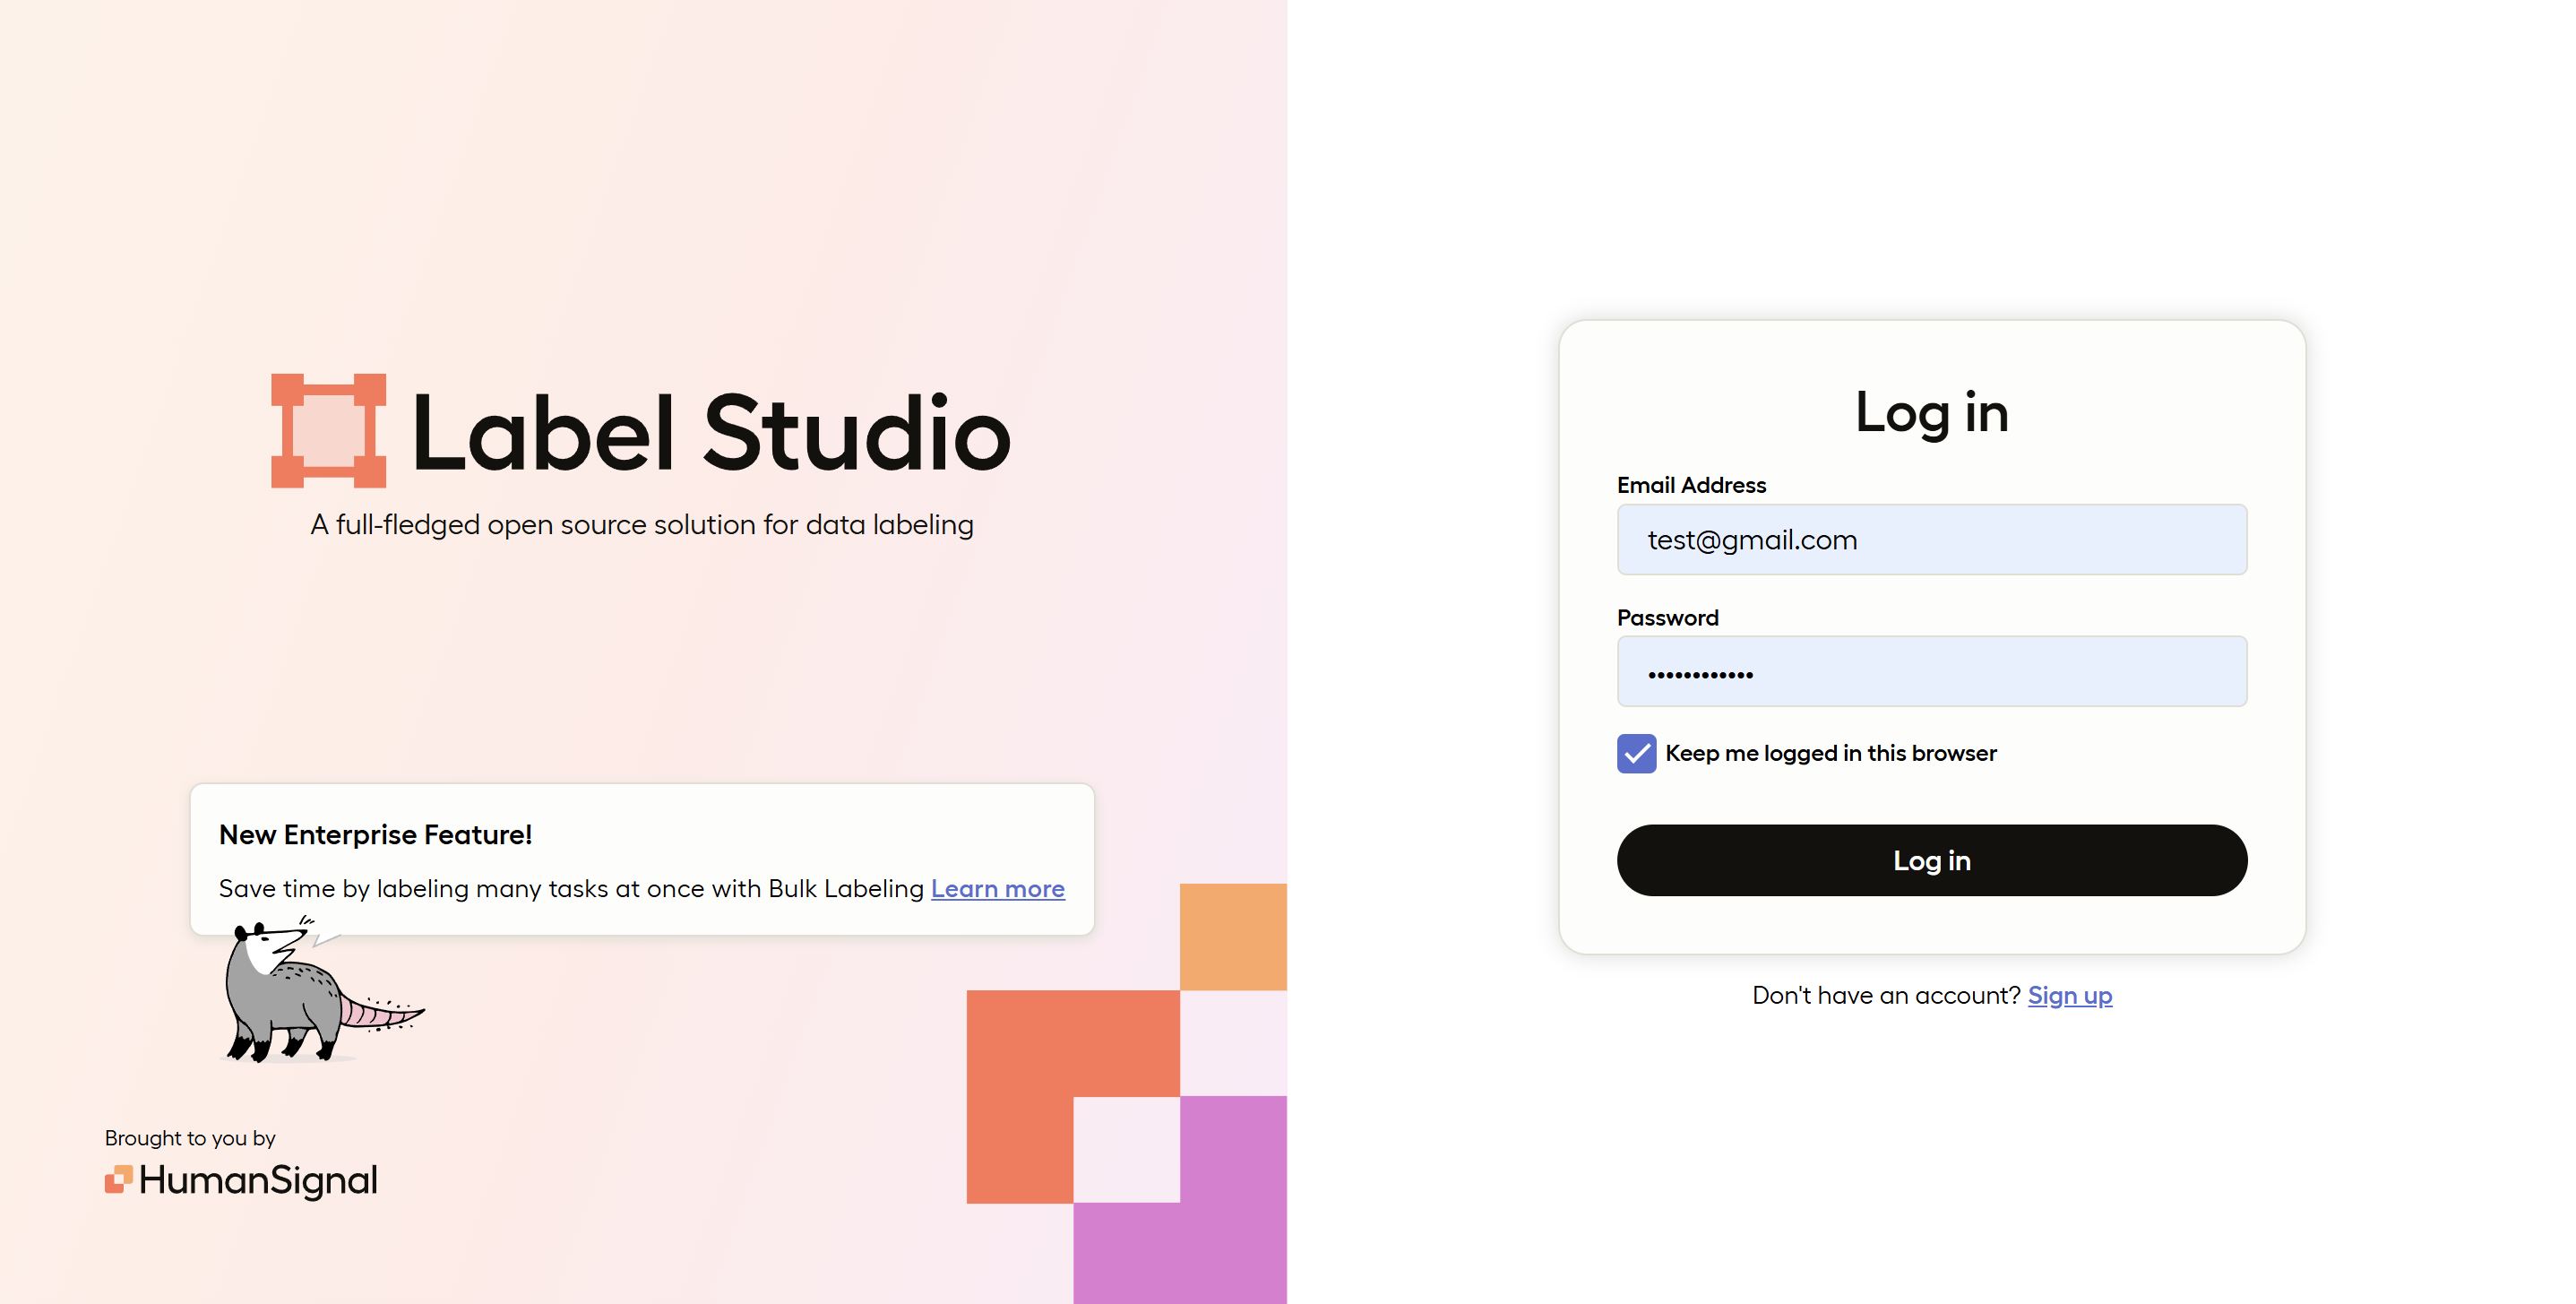 Label Studio
A full-fledged open source solution for data labeling
New Enterprise Feature!
Save time by labeling many tasks at once with Bulk Labeling Learn more
Brought to you by
HumanSignal
Log in
Email Address
test@gmail.com
Password
••••••••••••
Keep me logged in this browser
Log in
Don't have an account? Sign up